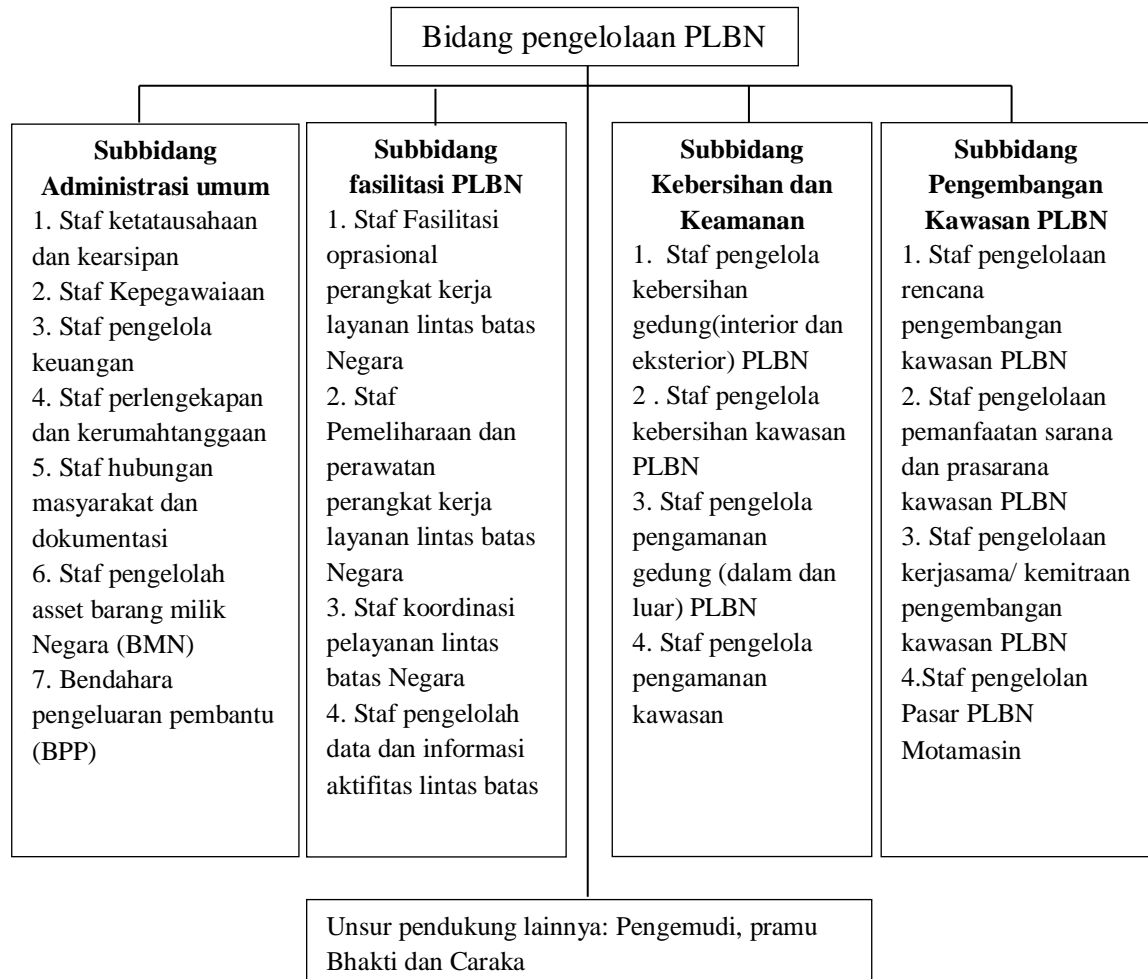 Bidang pengelolaan PLBN
Subbidang
Administrasi umum
1. Staf ketatausahaan
dan kearsipan
2. Staf Kepegawaiaan
3. Staf pengelola
keuangan
4. Staf perlengekapan
dan kerumahtanggaan
5. Staf hubungan
masyarakat dan
dokumentasi
6. Staf pengelolah
asset barang milik
Negara (BMN)
7. Bendahara
pengeluaran pembantu
(BPP)
Subbidang
fasilitasi PLBN
1. Staf Fasilitasi
oprasional
perangkat kerja
layanan lintas batas
Negara
2. Staf
Pemeliharaan dan
perawatan
perangkat kerja
layanan lintas batas
Negara
3. Staf koordinasi
pelayanan lintas
batas Negara
4. Staf pengelolah
data dan informasi
aktifitas lintas batas
Subbidang
Kebersihan dan
Keamanan
1. Staf pengelola
kebersihan
gedung(interior dan
eksterior) PLBN
2 . Staf pengelola
kebersihan kawasan
PLBN
3. Staf pengelola
pengamanan
gedung (dalam dan
luar) PLBN
4. Staf pengelola
pengamanan
kawasan
Subbidang
Pengembangan
Kawasan PLBN
1. Staf pengelolaan
rencana
pengembangan
kawasan PLBN
2. Staf pengelolaan
pemanfaatan sarana
dan prasarana
kawasan PLBN
3. Staf pengelolaan
kerjasama/ kemitraan
pengembangan
kawasan PLBN
4.Staf pengelolan
Pasar PLBN
Motamasin
Unsur pendukung lainnya: Pengemudi, pramu
Bhakti dan Caraka